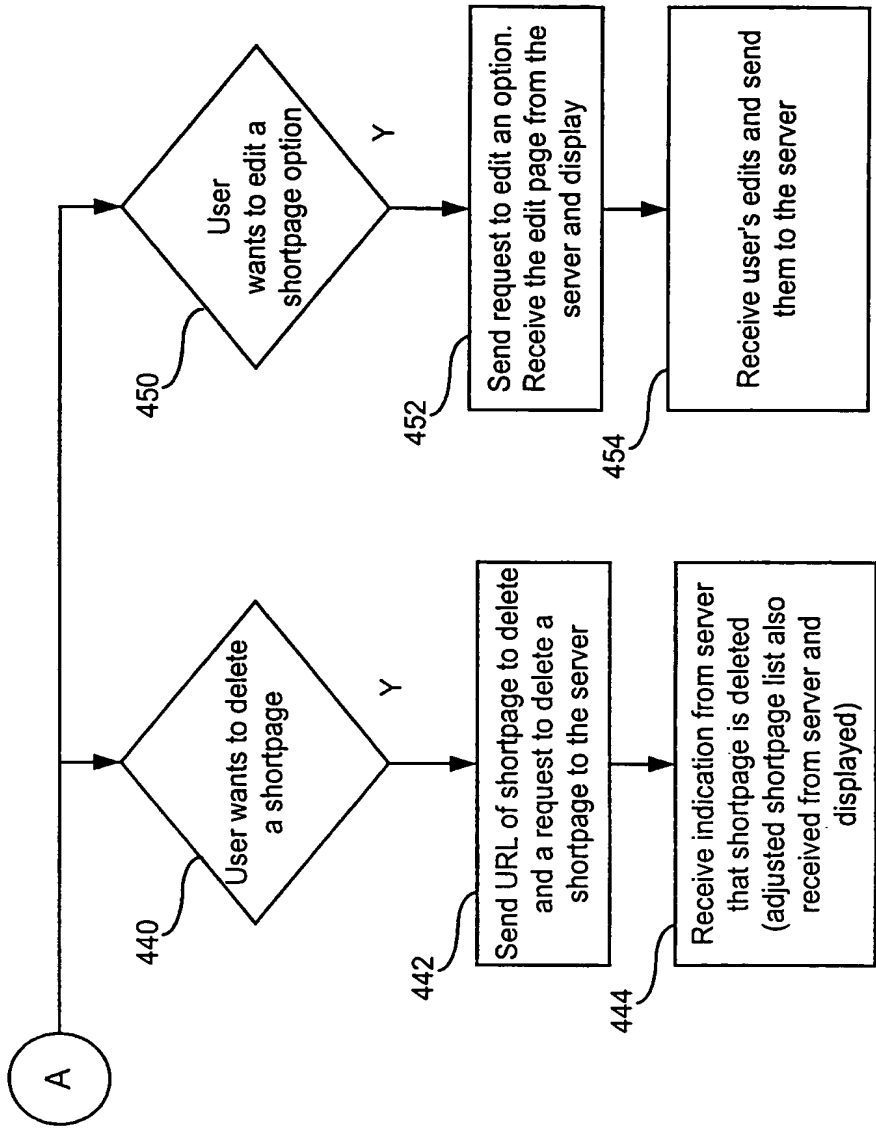 A
440
User wants to delete
a shortpage
Y
442
Send URL of shortpage to delete
and a request to delete a
shortpage to the server
444
Receive indication from server
that shortpage is deleted
(adjusted shortpage list also
received from server and
displayed)
450
User
wants to edit a
shortpage option
Y
452
Send request to edit an option.
Receive the edit page from the
server and display
454
Receive user's edits and send
them to the server